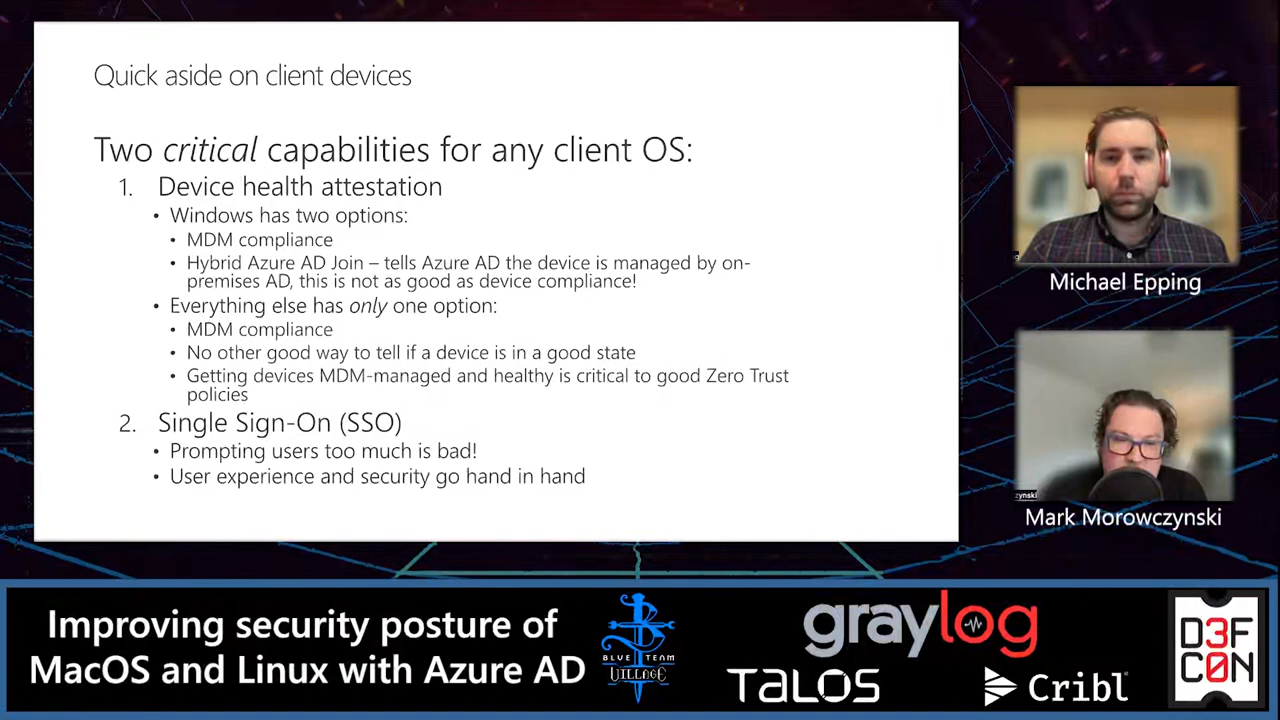 Quick aside on client devices
Two critical capabilities for any client OS:
1. Device health attestation
• Windows has two options:
• MDM compliance
• Hybrid Azure AD Join – tells Azure AD the device is managed by on-
premises AD, this is not as good as device compliance!
• Everything else has only one option:
• MDM compliance
• No other good way to tell if a device is in a good state
• Getting devices MDM-managed and healthy is critical to good Zero Trust
policies
2. Single Sign-On (SSO)
• Prompting users too much is bad!
• User experience and security go hand in hand
Michael Epping
zynski
Mark Morowczynski
Improving security posture of
MacOS and Linux with Azure AD
BLUE TEAM
VILLAGE
graylog
TALOS
Cribl
D3F
C0N